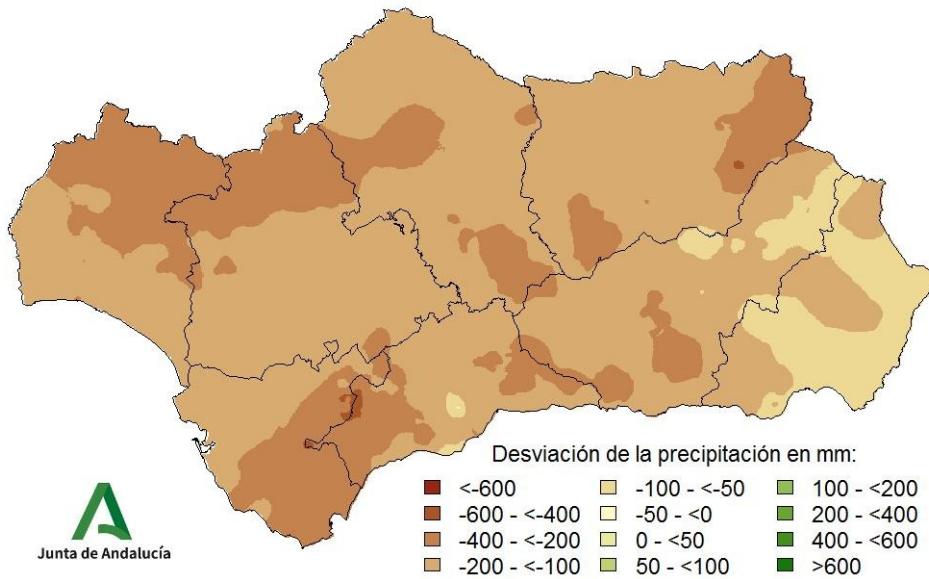 Desviación de la precipitación en mm:
<-600
-600 - <-400
-400 - <-200
-200 - <-100
-100 - <-50
-50 - <0
0 - <50
50 - <100
100 - <200
200 - <400
400 - <600
>600
Junta de Andalucía